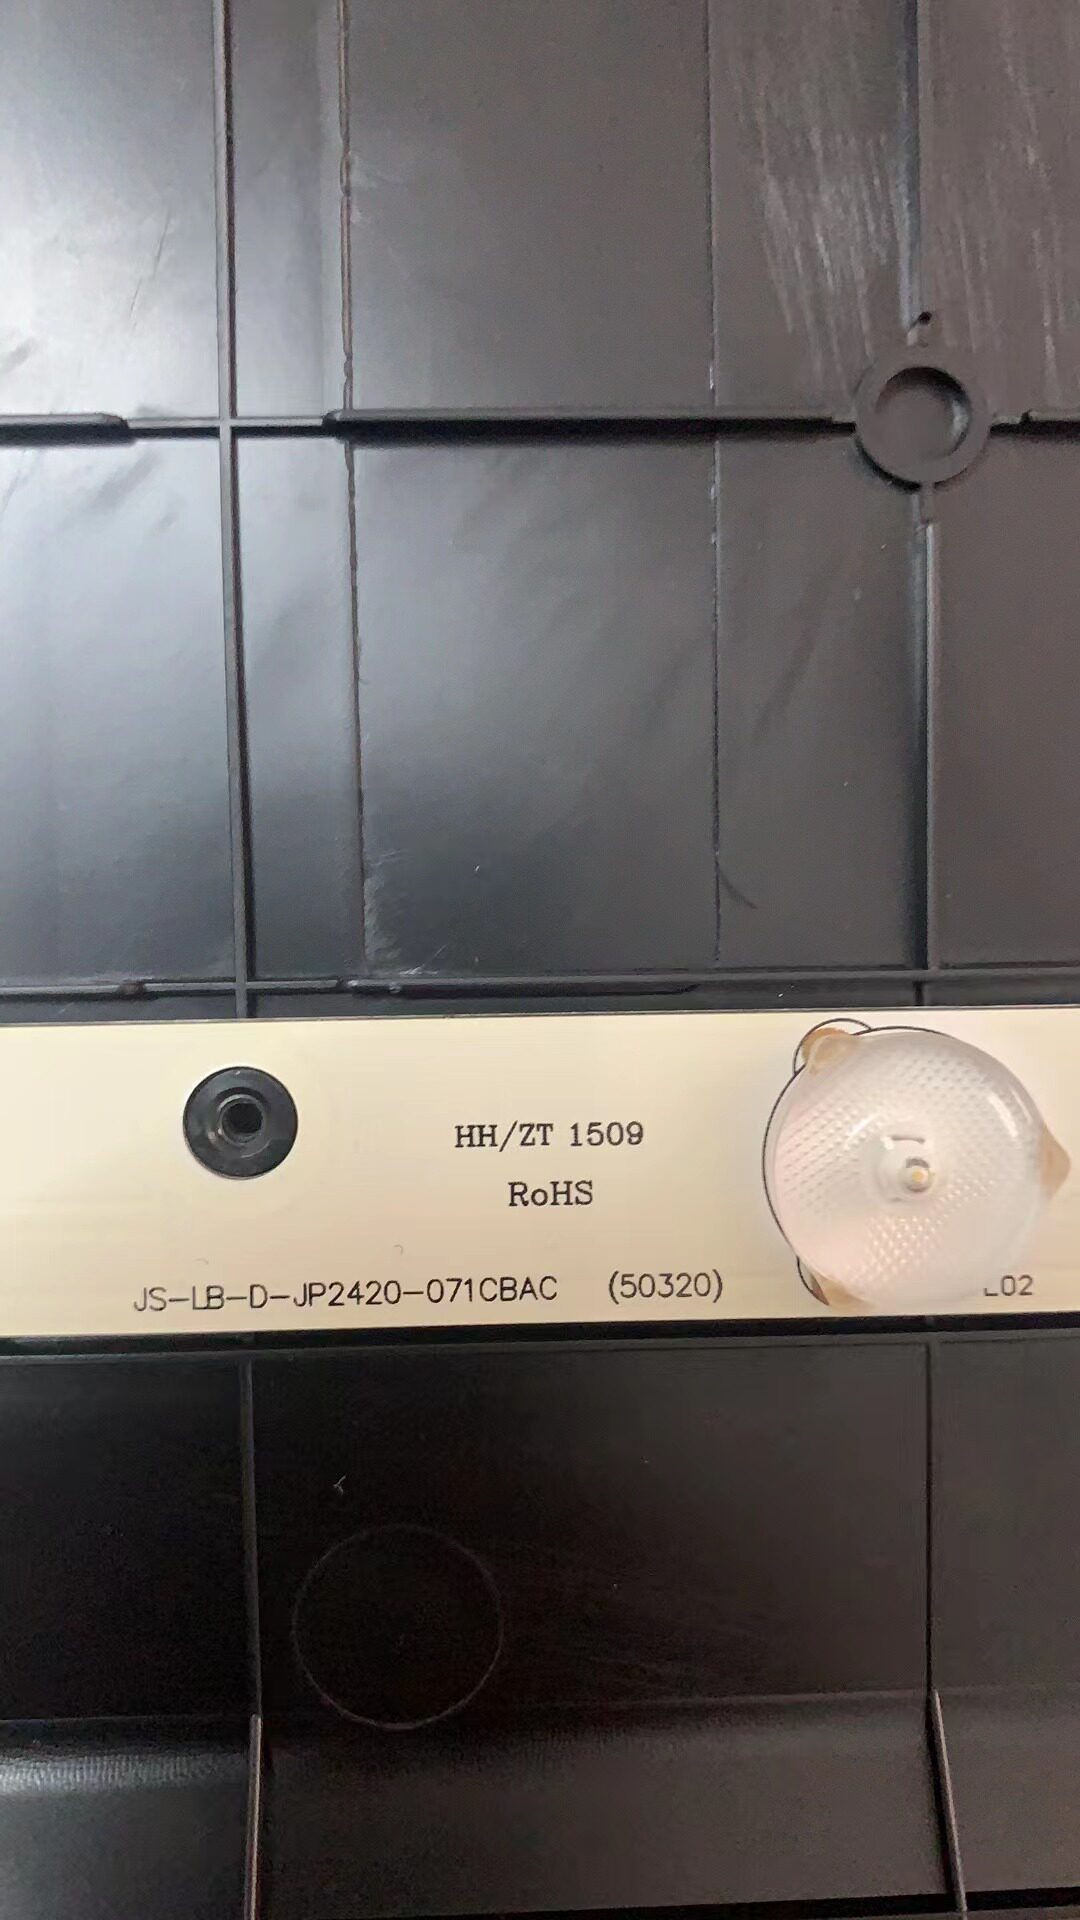 HH/ZT 1509
RoHS
JS-LB-D-JP2420-071CBAC (50320)